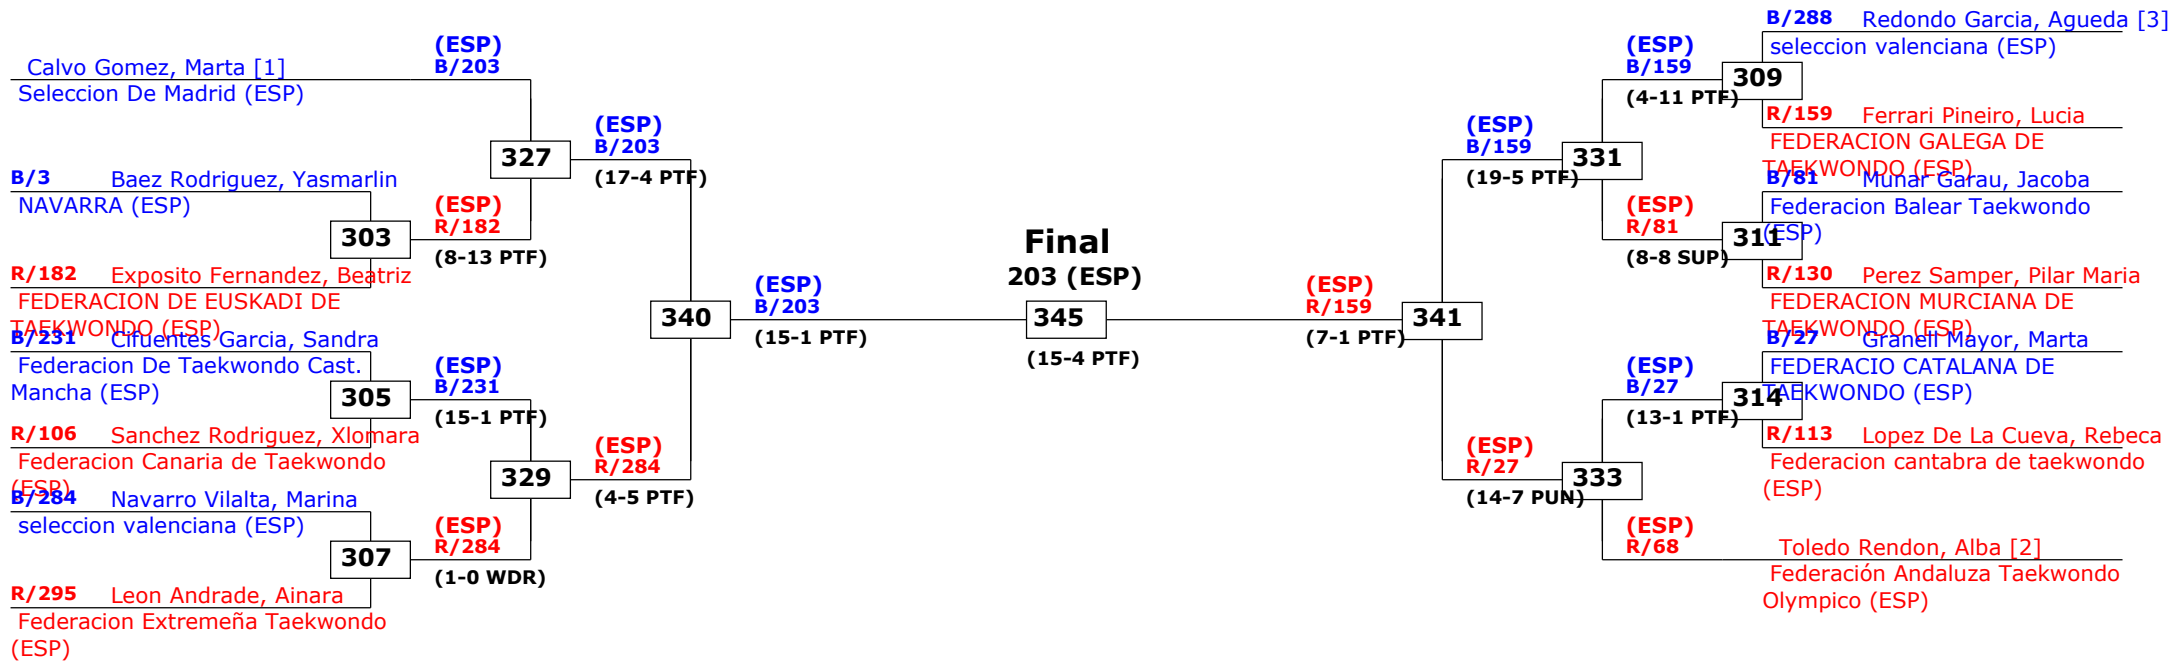 Calvo Gomez, Marta [1]
Seleccion De Madrid (ESP)
B/3 Baez Rodriguez, Yasmarlin
NAVARRA (ESP)
303
R/182 Exposito Fernandez, Beatriz
FEDERACION DE EUSKADI DE
TAEKWONDO (ESP)
B/231 Cifuentes Garcia, Sandra
Federacion De Taekwondo Cast.
Mancha (ESP)
305
R/106 Sanchez Rodriguez, Xlomara
Federacion Canaria de Taekwondo
(ESP)
B/284 Navarro Vilalta, Marina
seleccion valenciana (ESP)
307
R/295 Leon Andrade, Ainara
Federacion Extremeña Taekwondo
(ESP)
(ESP)
B/203
327
(ESP)
R/182
(8-13 PTF)
(ESP)
B/231
(15-1 PTF)
329
(ESP)
R/284
(1-0 WDR)
(ESP)
B/203
(17-4 PTF)
340
(ESP)
R/284
(4-5 PTF)
(ESP)
B/203
(15-1 PTF)
Final
203 (ESP)
345
(15-4 PTF)
(ESP)
R/159
(7-1 PTF)
341
(ESP)
B/159
(19-5 PTF)
331
(ESP)
R/27
(14-7 PUN)
333
(ESP)
B/159
(4-11 PTF)
(ESP)
R/81
(8-8 SUP)
(ESP)
B/27
(13-1 PTF)
(ESP)
R/68
B/288 Redondo Garcia, Agueda [3]
seleccion valenciana (ESP)
309
R/159 Ferrari Pineiro, Lucia
FEDERACION GALEGA DE
TAEKWONDO (ESP)
B/81 Munar Garau, Jacoba
Federacion Balear Taekwondo
(ESP)
311
R/130 Perez Samper, Pilar Maria
FEDERACION MURCIANA DE
TAEKWONDO (ESP)
B/27 Granell Mayor, Marta
FEDERACIO CATALANA DE
TAEKWONDO (ESP)
314
R/113 Lopez De La Cueva, Rebeca
Federacion cantabra de taekwondo
(ESP)
Toledo Rendon, Alba [2]
Federación Andaluza Taekwondo
Olympico (ESP)